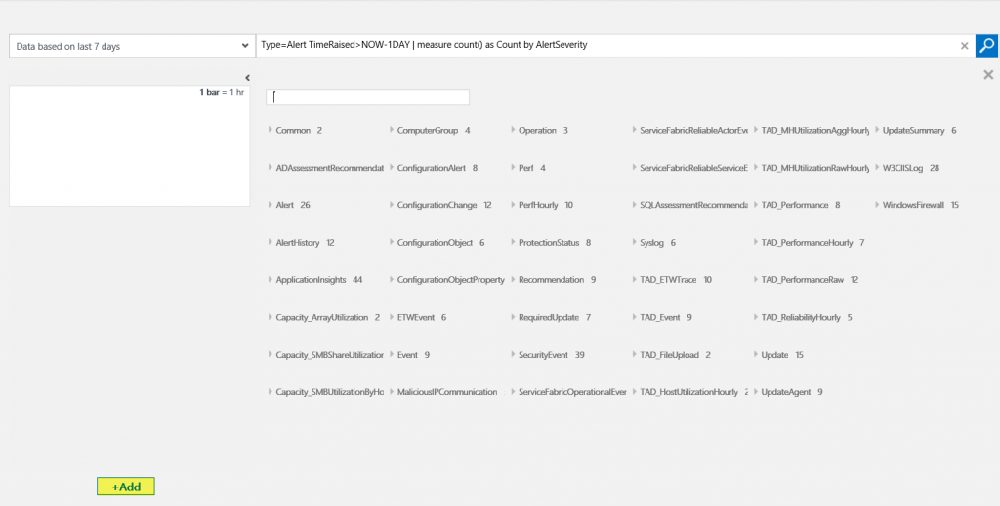 Data based on last 7 days
Type=Alert TimeRaised>NOW-1DAY | measure count() as Count by AlertSeverity
1 bar = 1 hr
Common 2 ComputerGroup 4 Operation 3 ServiceFabricReliableActorEve TAD_MHUtilizationAggHourly UpdateSummary 6
ADAssessmentRecommendat ConfigurationAlert 8 Perf 4 ServiceFabricReliableServiceE TAD_MHUtilizationRawHourly W3CIISLog 28
Alert 26 ConfigurationChange 12 PerfHourly 10 SQLAssessmentRecommenda TAD_Performance 8 WindowsFirewall 15
AlertHistory 12 ConfigurationObject 6 ProtectionStatus 8 Syslog 6 TAD_PerformanceHourly 7
ApplicationInsights 44 ConfigurationObjectProperty Recommendation 9 TAD_ETWTrace 10 TAD_PerformanceRaw 12
Capacity_ArrayUtilization 2 ETWEvent 6 RequiredUpdate 7 TAD_Event 9 TAD_ReliabilityHourly 5
Capacity_SMBShareUtilization Event 9 SecurityEvent 39 TAD_FileUpload 2 Update 15
Capacity_SMBUtilizationByHo MaliciousIPCommunication ServiceFabricOperationalEver TAD_HostUtilizationHourly UpdateAgent 9
+Add